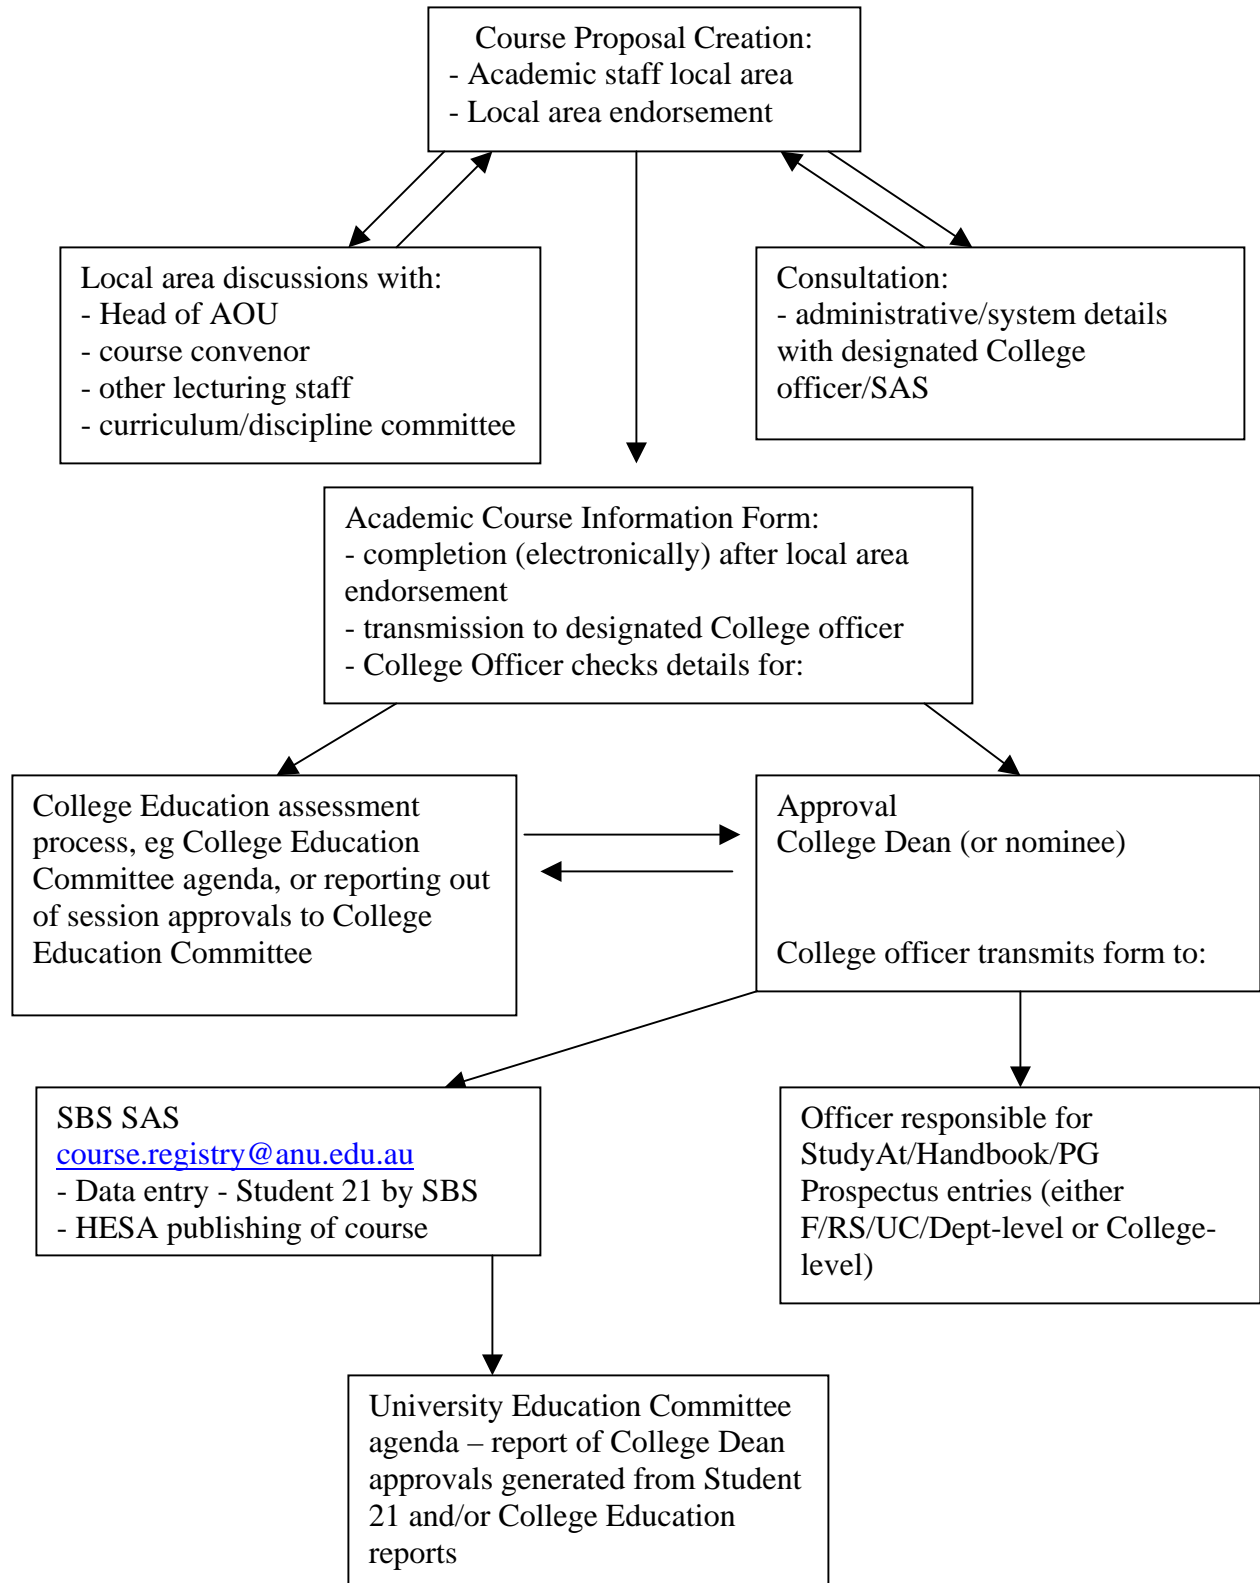 Course Proposal Creation:
- Academic staff local area
- Local area endorsement
Local area discussions with:
- Head of AOU
- course convenor
- other lecturing staff
- curriculum/discipline committee
Consultation:
- administrative/system details
with designated College
officer/SAS
Academic Course Information Form:
- completion (electronically) after local area
endorsement
- transmission to designated College officer
- College Officer checks details for:
College Education assessment
process, eg College Education
Committee agenda, or reporting out
of session approvals to College
Education Committee
Approval
College Dean (or nominee)
College officer transmits form to:
SBS SAS
course.registry@anu.edu.au
- Data entry - Student 21 by SBS
- HESA publishing of course
Officer responsible for
StudyAt/Handbook/PG
Prospectus entries (either
F/RS/UC/Dept-level or College-
level)
University Education Committee
agenda – report of College Dean
approvals generated from Student
21 and/or College Education
reports